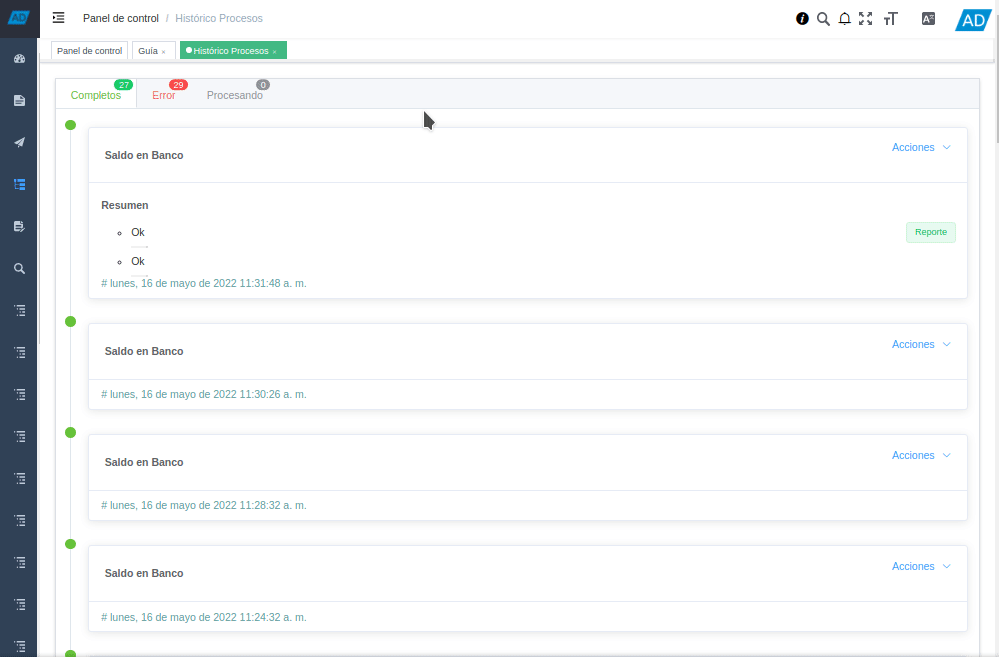 AD
Panel de control / Histórico Procesos
AD
Panel de control
Guía ×
Histórico Procesos ×
Completos 27
Error 29
Procesando 0
Saldo en Banco
Acciones
Resumen
Ok
Reporte
Ok
# lunes, 16 de mayo de 2022 11:31:48 a. m.
Saldo en Banco
Acciones
# lunes, 16 de mayo de 2022 11:30:26 a. m.
Saldo en Banco
Acciones
# lunes, 16 de mayo de 2022 11:28:32 a. m.
Saldo en Banco
Acciones
# lunes, 16 de mayo de 2022 11:24:32 a. m.